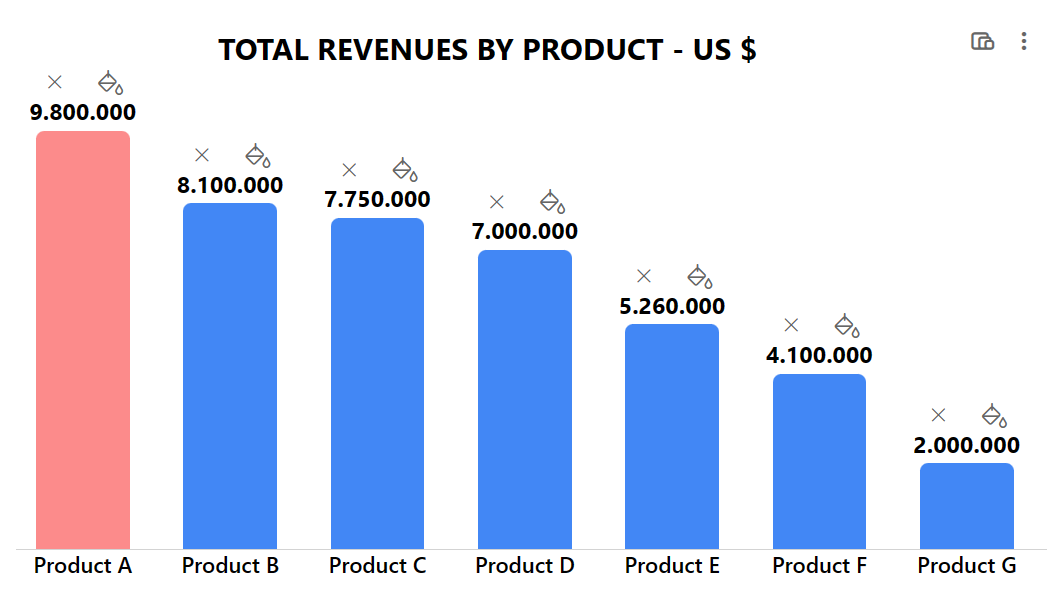 TOTAL REVENUES BY PRODUCT - US $
9.800.000
8.100.000
7.750.000
7.000.000
5.260.000
4.100.000
2.000.000
Product A
Product B
Product C
Product D
Product E
Product F
Product G